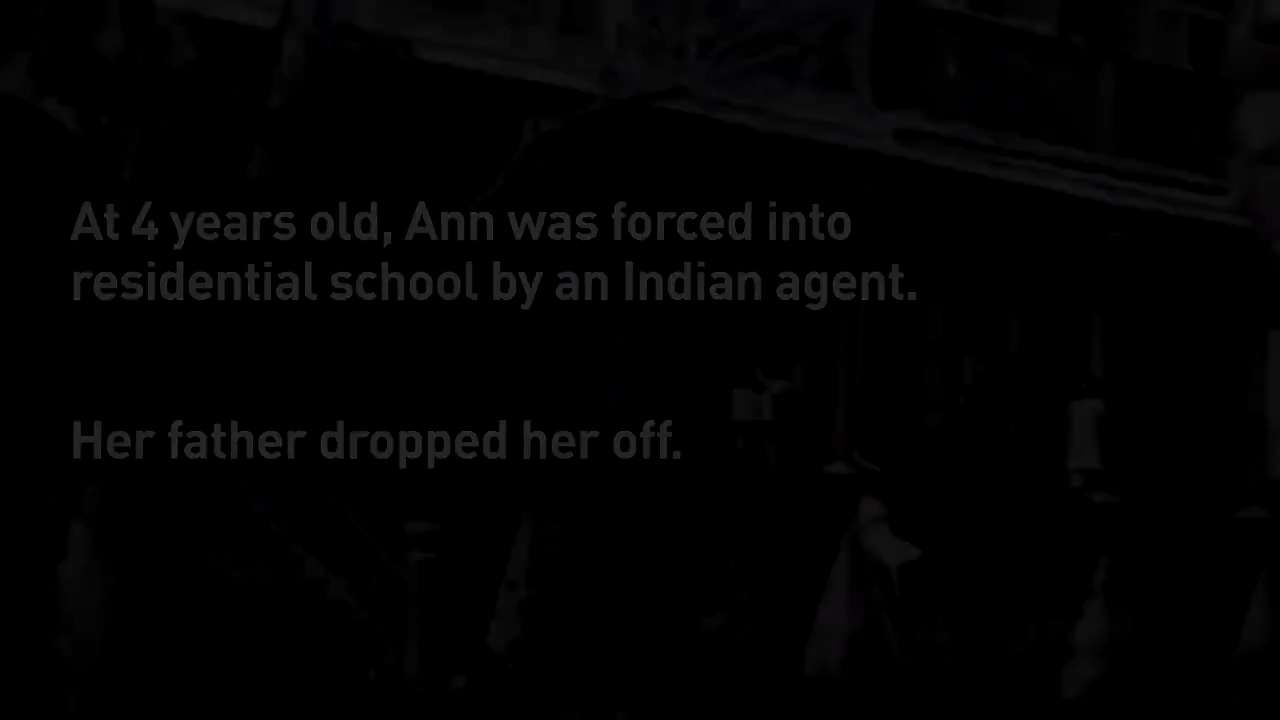 At 4 years old, Ann was forced into
residential school by an Indian agent.
Her father dropped her off.